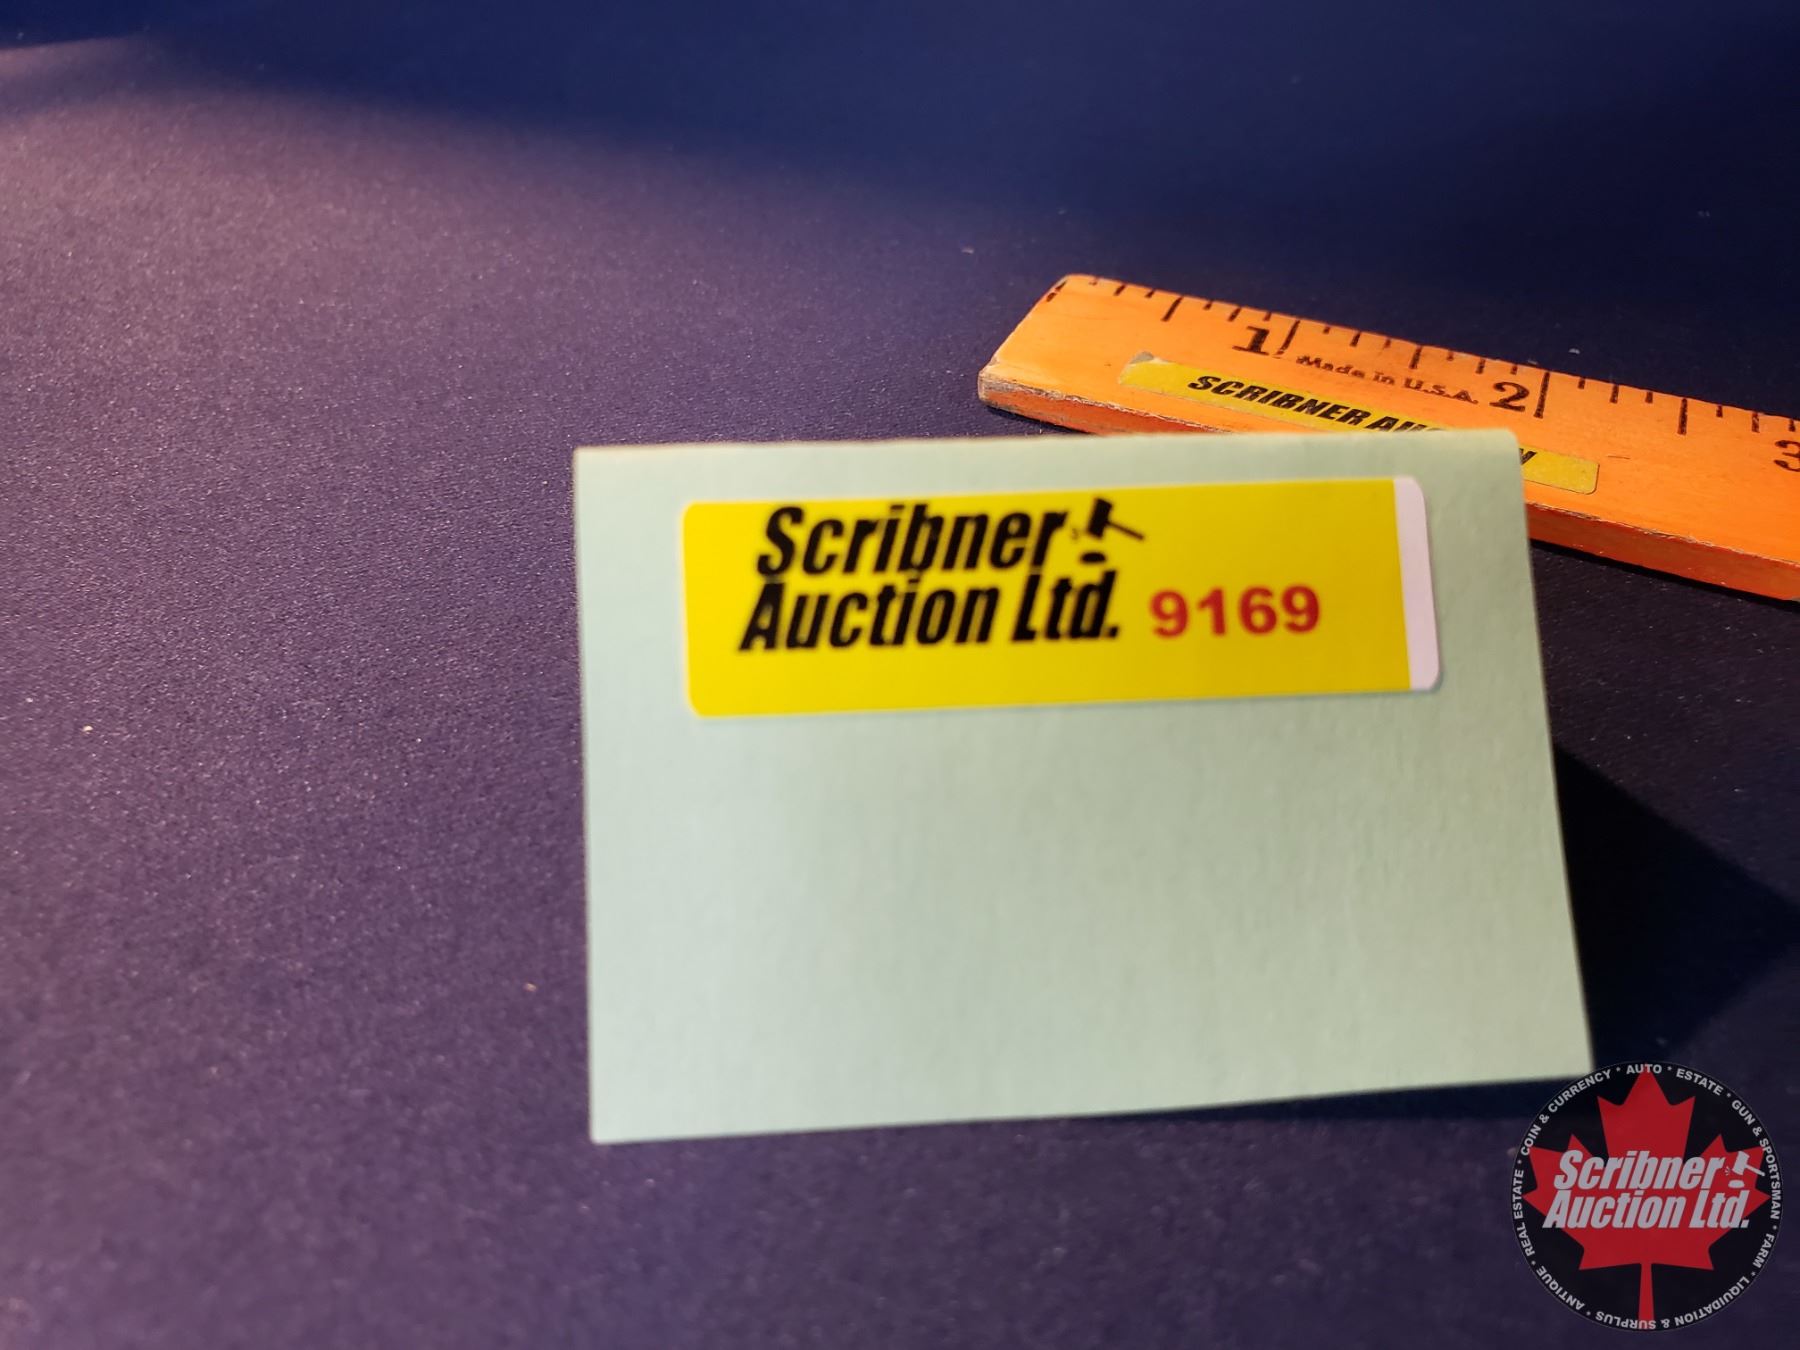 1
Made in U.S.A.
2
3
SCRIBNER
Scribner
Auction Ltd. 9169
COIN & CURRENCY * AUTO * ESTATE * GUN & SPORTSMAN * FARM * LIQUIDATION & SURPLUS * ANTIQUE * REAL ESTATE *
Scribner
Auction Ltd.